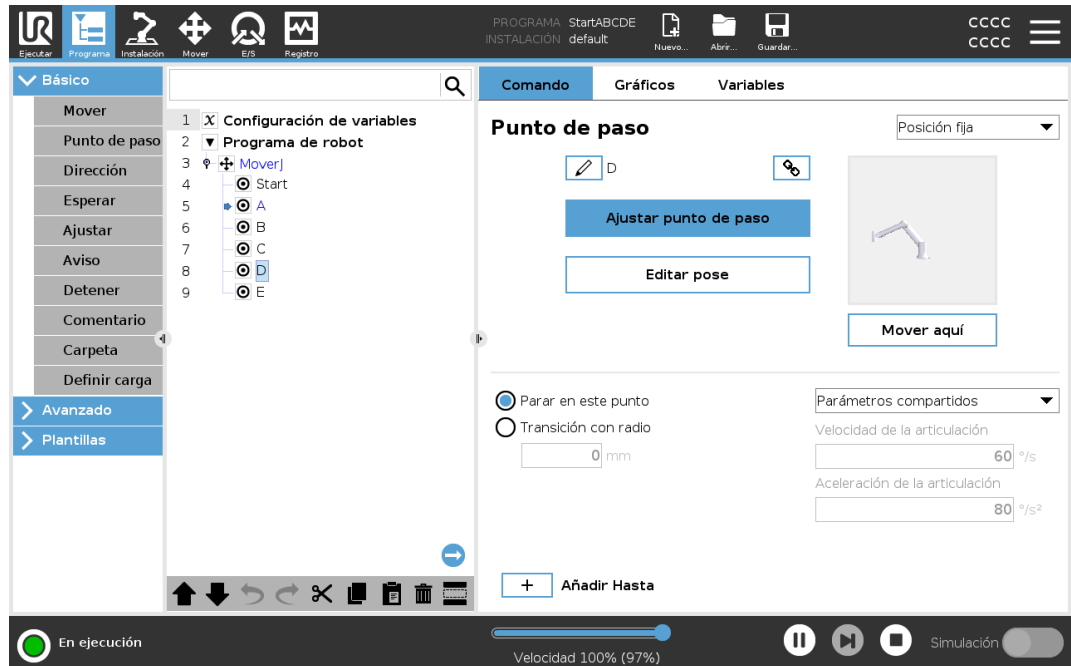 UR
PROGRAMA StartABCDE
INSTALACIÓN default
Ejecutar Programa Instalación Mover E/S Registro
Nuevo... Abrir... Guardar...
CCCC
CCCC
Básico
Mover
Punto de paso
Dirección
Esperar
Ajustar
Aviso
Detener
Comentario
Carpeta
Definir carga
Avanzado
Plantillas
1 X Configuración de variables
2 Programa de robot
3 MoverJ
4 Start
5 A
6 B
7 C
8 D
9 E
Comando Gráficos Variables
Punto de paso
Posición fija
D
Ajustar punto de paso
Editar pose
Mover aquí
Parar en este punto
Transición con radio
0 mm
Parámetros compartidos
Velocidad de la articulación
60 °/s
Aceleración de la articulación
80 °/s²
+ Añadir Hasta
En ejecución
Velocidad 100% (97%)
Simulación